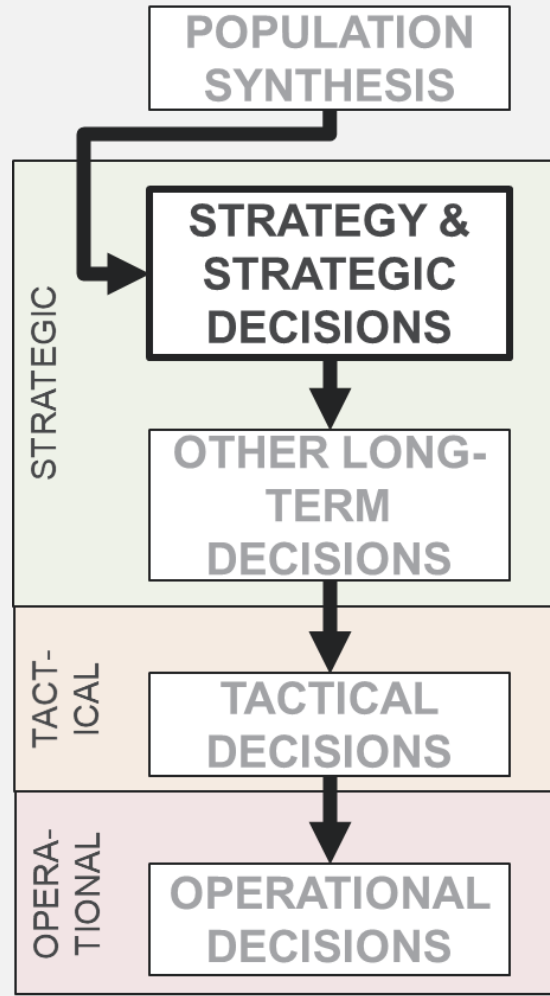 POPULATION
SYNTHESIS
STRATEGIC
STRATEGY &
STRATEGIC
DECISIONS
OTHER LONG-
TERM
DECISIONS
TACT-
ICAL
TACTICAL
DECISIONS
OPERA-
TIONAL
OPERATIONAL
DECISIONS